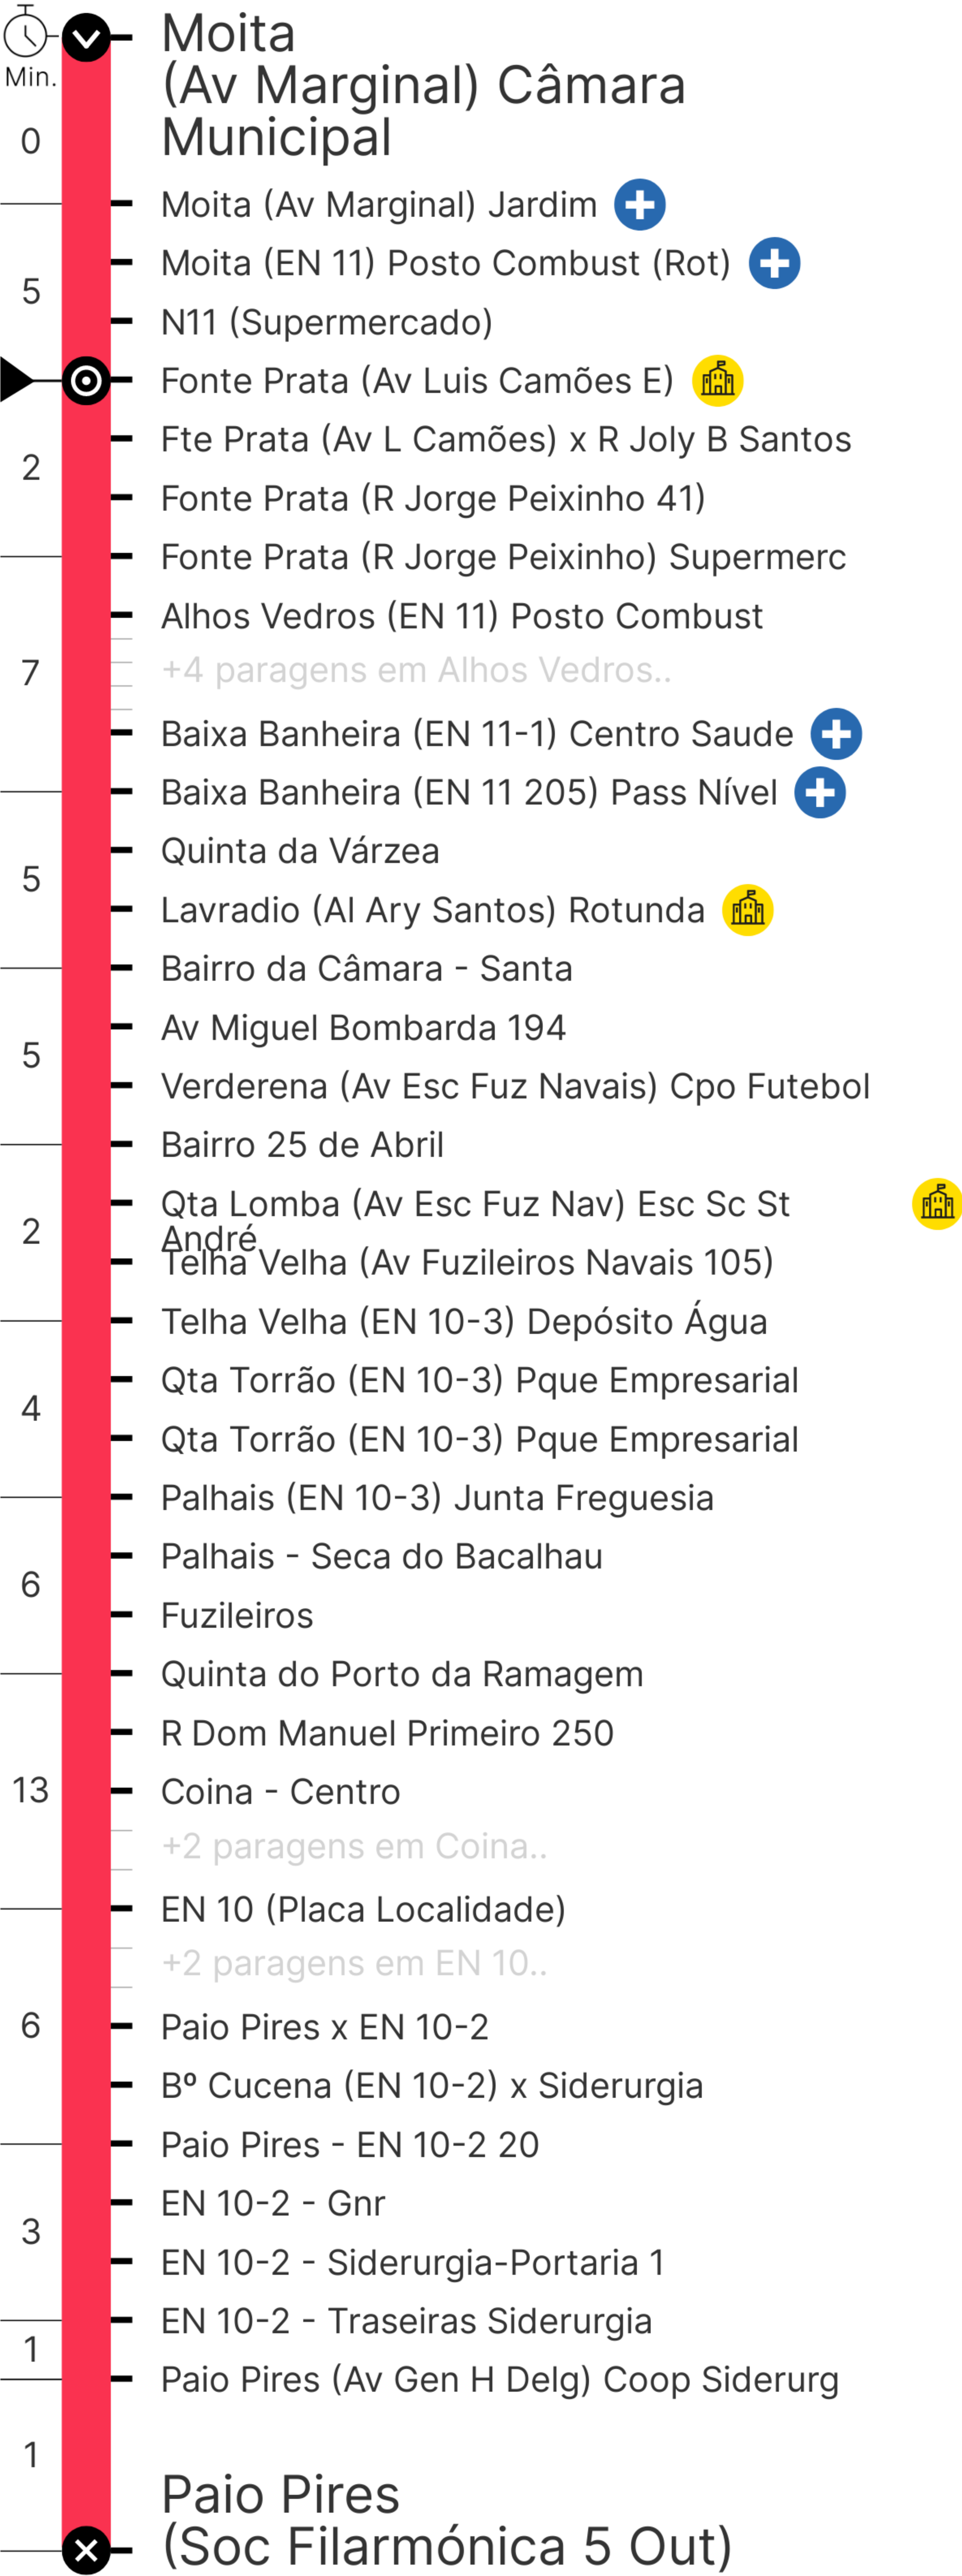 Moita
Min.
(Av Marginal) Câmara
0
Municipal
Moita (Av Marginal) Jardim
Moita (EN 11) Posto Combust (Rot)
5
N11 (Supermercado)
Fonte Prata (Av Luis Camões E)
Fte Prata (Av L Camões) x R Joly B Santos
2
Fonte Prata (R Jorge Peixinho 41)
Fonte Prata (R Jorge Peixinho) Supermerc
Alhos Vedros (EN 11) Posto Combust
7
+4 paragens em Alhos Vedros..
Baixa Banheira (EN 11-1) Centro Saude
Baixa Banheira (EN 11 205) Pass Nível
Quinta da Várzea
5
Lavradio (Al Ary Santos) Rotunda
Bairro da Câmara - Santa
Av Miguel Bombarda 194
5
Verderena (Av Esc Fuz Navais) Cpo Futebol
Bairro 25 de Abril
Qta Lomba (Av Esc Fuz Nav) Esc Sc St
André
2
Telha Velha (Av Fuzileiros Navais 105)
Telha Velha (EN 10-3) Depósito Água
Qta Torrão (EN 10-3) Pque Empresarial
4
Qta Torrão (EN 10-3) Pque Empresarial
Palhais (EN 10-3) Junta Freguesia
Palhais - Seca do Bacalhau
6
Fuzileiros
Quinta do Porto da Ramagem
R Dom Manuel Primeiro 250
13
Coina - Centro
+2 paragens em Coina..
EN 10 (Placa Localidade)
+2 paragens em EN 10..
6
Paio Pires x EN 10-2
Bº Cucena (EN 10-2) x Siderurgia
Paio Pires - EN 10-2 20
EN 10-2 - Gnr
3
EN 10-2 - Siderurgia-Portaria 1
EN 10-2 - Traseiras Siderurgia
1
Paio Pires (Av Gen H Delg) Coop Siderurg
1
Paio Pires
(Soc Filarmónica 5 Out)